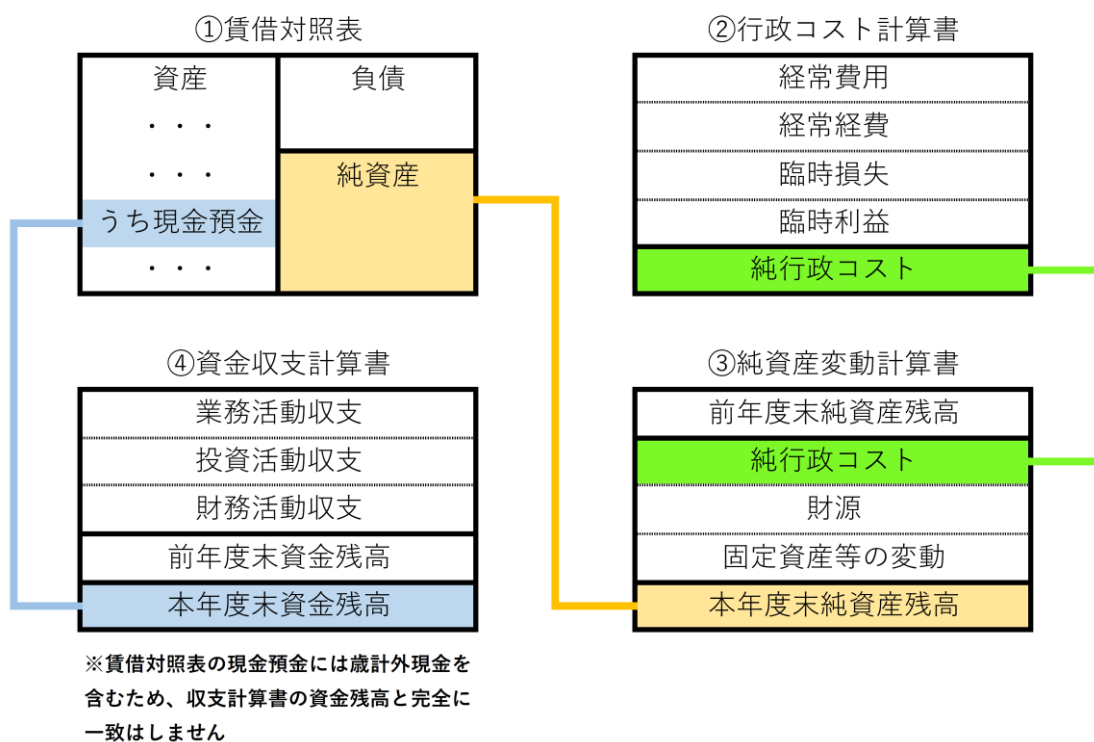 ①賃借対照表
資産
・・・
・・・
うち現金預金
・・・
負債
純資産
②行政コスト計算書
経常費用
経常経費
臨時損失
臨時利益
純行政コスト
④資金収支計算書
業務活動収支
投資活動収支
財務活動収支
前年度末資金残高
本年度末資金残高
※賃借対照表の現金預金には歳計外現金を
含むため、収支計算書の資金残高と完全に
一致はしません
③純資産変動計算書
前年度末純資産残高
純行政コスト
財源
固定資産等の変動
本年度末純資産残高